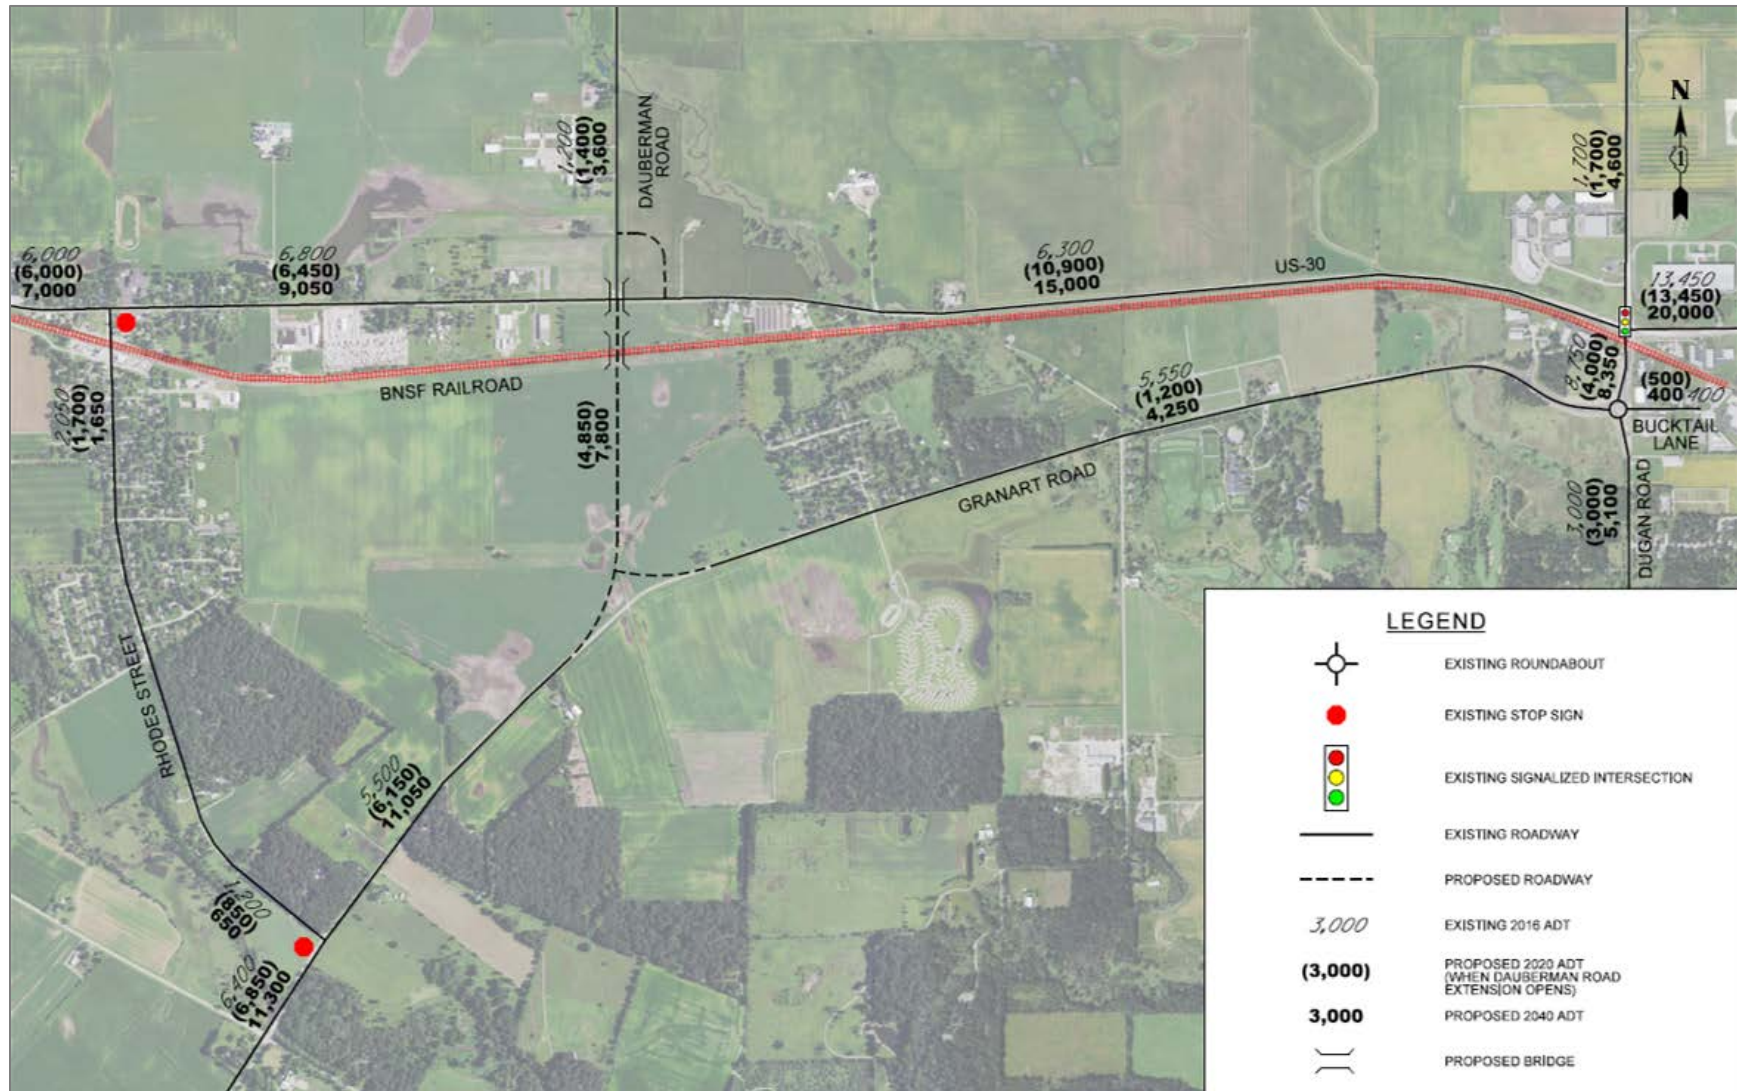 N
1
1,200
(1,400)
3,600
DAUBERMAN
ROAD
1,700
(1,700)
4,600
6,000
(6,000)
7,000
6,800
(6,450)
9,050
6,300
(10,900)
15,000
US-30
13,450
(13,450)
20,000
BNSF RAILROAD
2,050
(1,700)
1,650
(4,850)
7,800
5,550
(1,200)
4,250
8,750
(4,000)
8,350
(500)
400
400
BUCKTAIL
LANE
GRANART ROAD
3,000
(3,000)
5,100
DUGAN ROAD
RHODES STREET
5,500
(6,150)
11,050
1,200
(850)
650
6,400
(6,850)
11,300
LEGEND
EXISTING ROUNDABOUT
EXISTING STOP SIGN
EXISTING SIGNALIZED INTERSECTION
EXISTING ROADWAY
PROPOSED ROADWAY
3,000
EXISTING 2016 ADT
(3,000)
PROPOSED 2020 ADT
(WHEN DAUBERMAN ROAD
EXTENSION OPENS)
3,000
PROPOSED 2040 ADT
PROPOSED BRIDGE